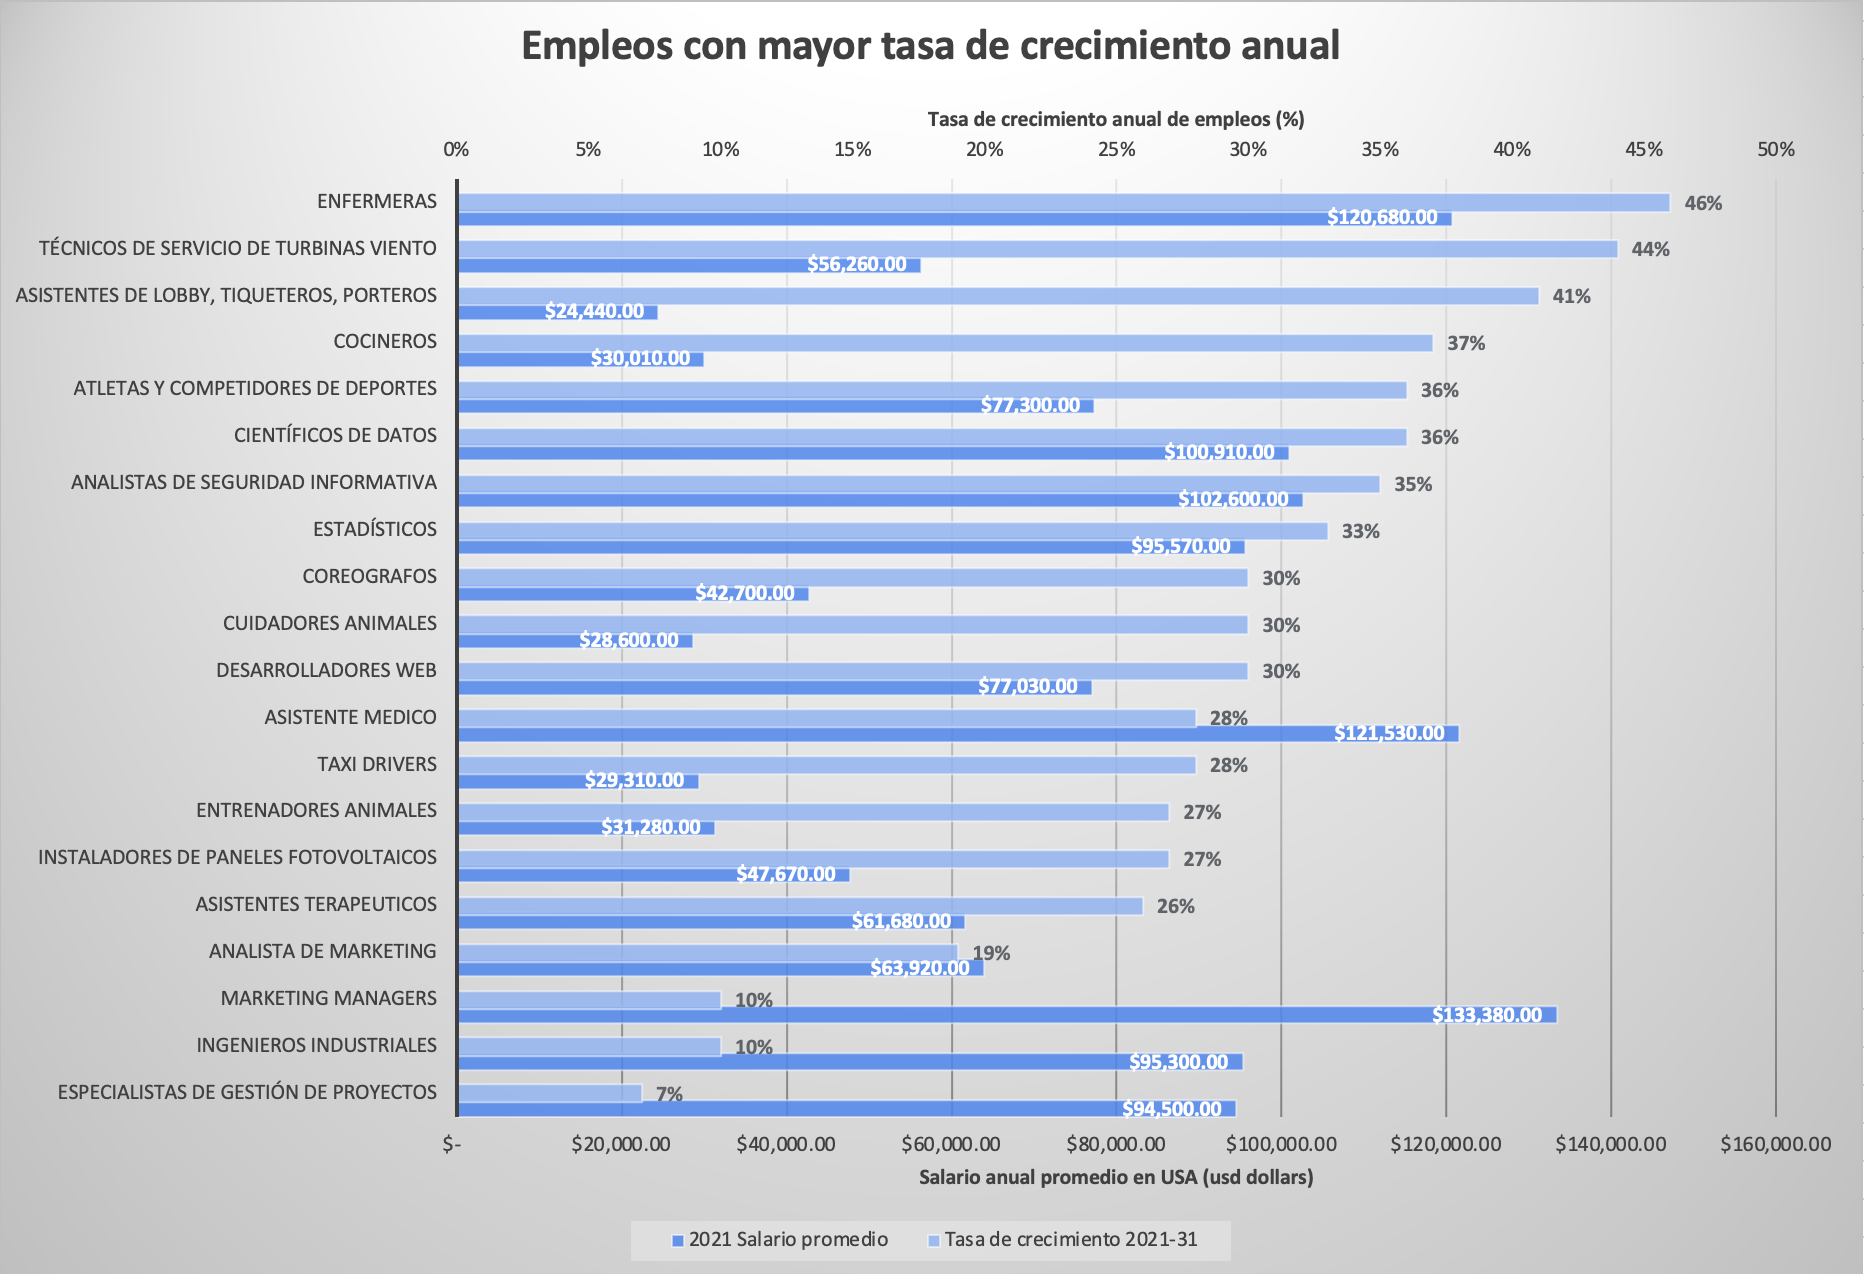 Empleos con mayor tasa de crecimiento anual
Tasa de crecimiento anual de empleos (%)
0% 5% 10% 15% 20% 25% 30% 35% 40% 45% 50%
ENFERMERAS 46%
$120,680.00
TÉCNICOS DE SERVICIO DE TURBINAS VIENTO 44%
$56,260.00
ASISTENTES DE LOBBY, TIQUETEROS, PORTEROS 41%
$24,440.00
COCINEROS 37%
$30,010.00
ATLETAS Y COMPETIDORES DE DEPORTES 36%
$77,300.00
CIENTÍFICOS DE DATOS 36%
$100,910.00
ANALISTAS DE SEGURIDAD INFORMATIVA 35%
$102,600.00
ESTADÍSTICOS 33%
$95,570.00
COREOGRAFOS 30%
$42,700.00
CUIDADORES ANIMALES 30%
$28,600.00
DESARROLLADORES WEB 30%
$77,030.00
ASISTENTE MEDICO 28%
$121,530.00
TAXI DRIVERS 28%
$29,310.00
ENTRENADORES ANIMALES 27%
$31,280.00
INSTALADORES DE PANELES FOTOVOLTAICOS 27%
$47,670.00
ASISTENTES TERAPEUTICOS 26%
$61,680.00
ANALISTA DE MARKETING 19%
$63,920.00
MARKETING MANAGERS 10%
$133,380.00
INGENIEROS INDUSTRIALES 10%
$95,300.00
ESPECIALISTAS DE GESTIÓN DE PROYECTOS 7%
$94,500.00
$- $20,000.00 $40,000.00 $60,000.00 $80,000.00 $100,000.00 $120,000.00 $140,000.00 $160,000.00
Salario anual promedio en USA (usd dollars)
2021 Salario promedio Tasa de crecimiento 2021-31